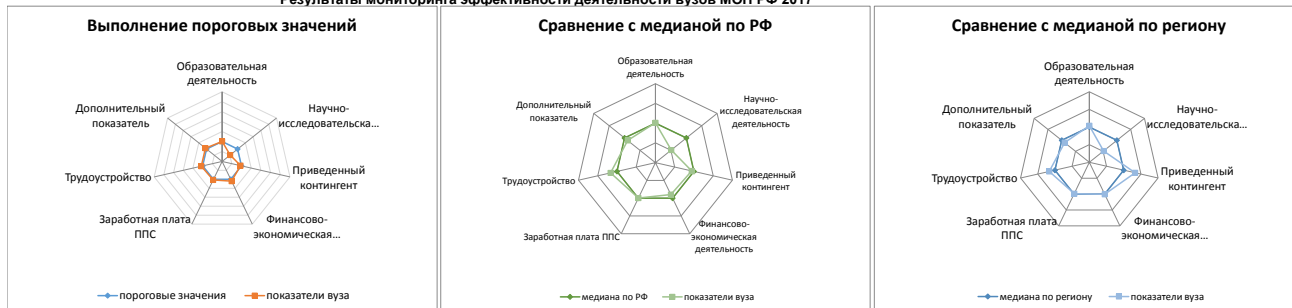 Результаты мониторинга эффективности деятельности вузов МОН РФ 2017
Выполнение пороговых значений
Образовательная
деятельность
Научно-
исследовательска...
Приведенный
контингент
Финансово-
экономическая...
Заработная плата
ППС
Трудоустройство
Дополнительный
показатель
пороговые значения
показатели вуза
Сравнение с медианой по РФ
Образовательная
деятельность
Научно-
исследовательская
деятельность
Приведенный
контингент
Финансово-
экономическая
деятельность
Заработная плата ППС
Трудоустройство
Дополнительный
показатель
медиана по РФ
показатели вуза
Сравнение с медианой по региону
Образовательная
деятельность
Научно-
исследовательска...
Приведенный
контингент
Финансово-
экономическая...
Заработная плата
ППС
Трудоустройство
Дополнительный
показатель
медиана по региону
показатели вуза